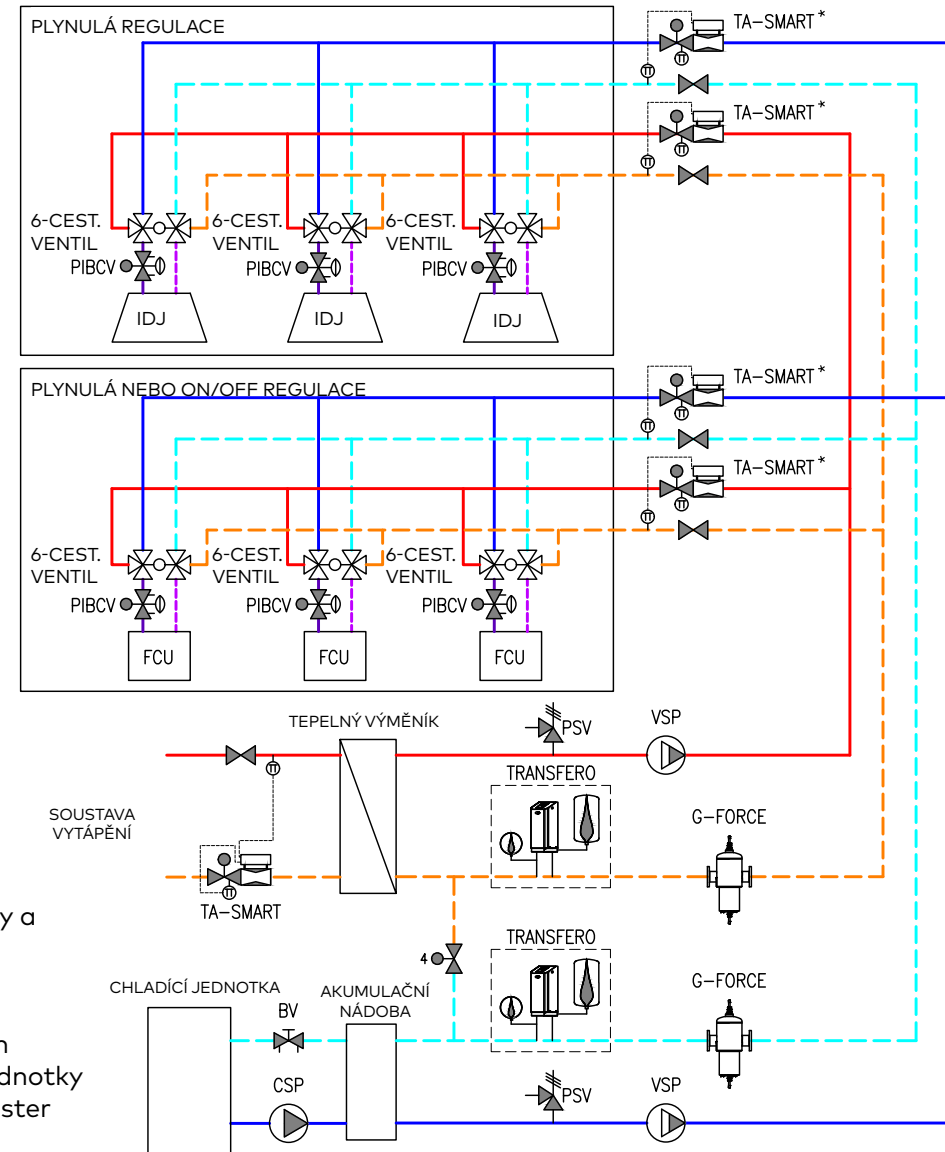 PLYNULÁ REGULACE
TA-SMART *
TA-SMART *
6-CEST.
VENTIL
6-CEST.
VENTIL
6-CEST.
VENTIL
PIBCV
PIBCV
PIBCV
IDJ
IDJ
IDJ
PLYNULÁ NEBO ON/OFF REGULACE
TA-SMART *
TA-SMART *
6-CEST.
VENTIL
6-CEST.
VENTIL
6-CEST.
VENTIL
PIBCV
PIBCV
PIBCV
FCU
FCU
FCU
TEPELNÝ VÝMĚNÍK
PSV
VSP
SOUSTAVA
VYTÁPĚNÍ
TRANSFERO
G-FORCE
TA-SMART
y a
4
TRANSFERO
G-FORCE
CHLADÍCÍ JEDNOTKA
BV
AKUMULAČNÍ
NÁDOBA
n
dnotky
ster
CSP
PSV
VSP